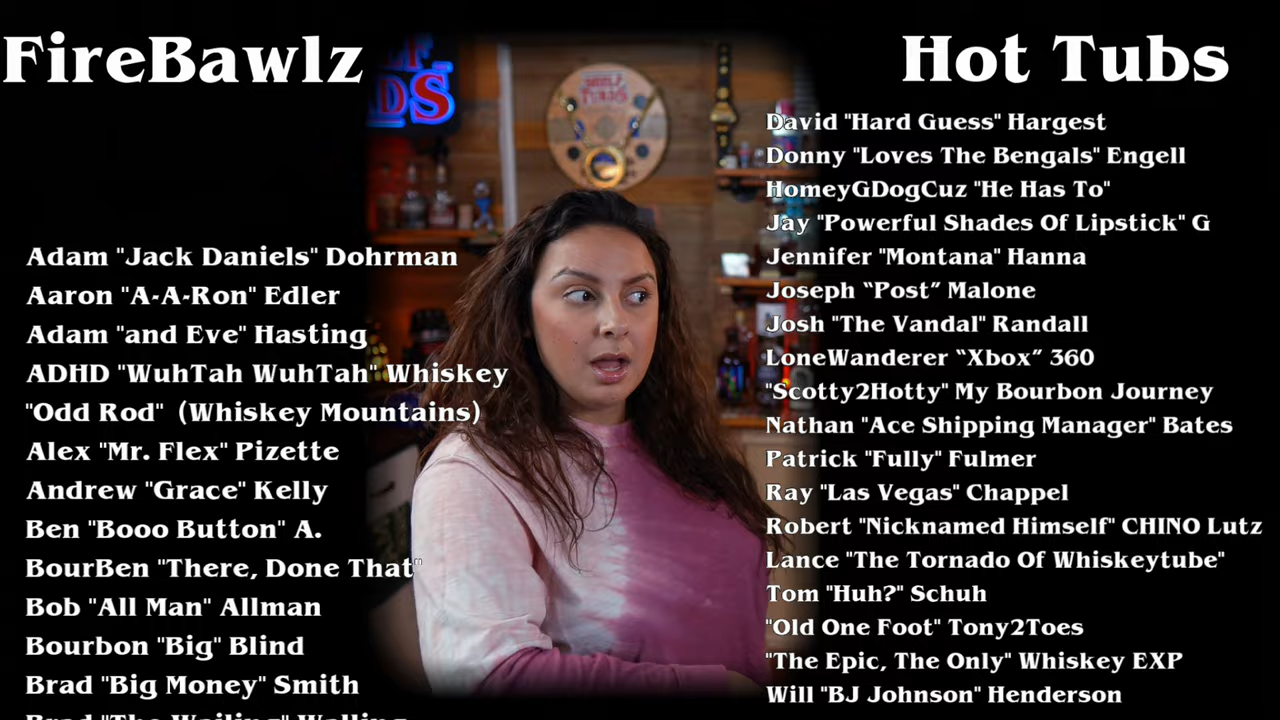 FireBawlz
Adam "Jack Daniels" Dohrman
Aaron "A-A-Ron" Edler
Adam "and Eve" Hasting
ADHD "WuhTah WuhTah" Whiskey
"Odd Rod" (Whiskey Mountains)
Alex "Mr. Flex" Pizette
Andrew "Grace" Kelly
Ben "Booo Button" A.
BourBen "There, Done That"
Bob "All Man" Allman
Bourbon "Big" Blind
Brad "Big Money" Smith
Brad "The Wailing" Walling
Hot Tubs
David "Hard Guess" Hargest
Donny "Loves The Bengals" Engell
HomeyGDogCuz "He Has To"
Jay "Powerful Shades Of Lipstick" G
Jennifer "Montana" Hanna
Joseph “Post” Malone
Josh "The Vandal" Randall
LoneWanderer “Xbox” 360
"Scotty2Hotty" My Bourbon Journey
Nathan "Ace Shipping Manager" Bates
Patrick "Fully" Fulmer
Ray "Las Vegas" Chappel
Robert "Nicknamed Himself" CHINO Lutz
Lance "The Tornado Of Whiskeytube"
Tom "Huh?" Schuh
"Old One Foot" Tony2Toes
"The Epic, The Only" Whiskey EXP
Will "BJ Johnson" Henderson